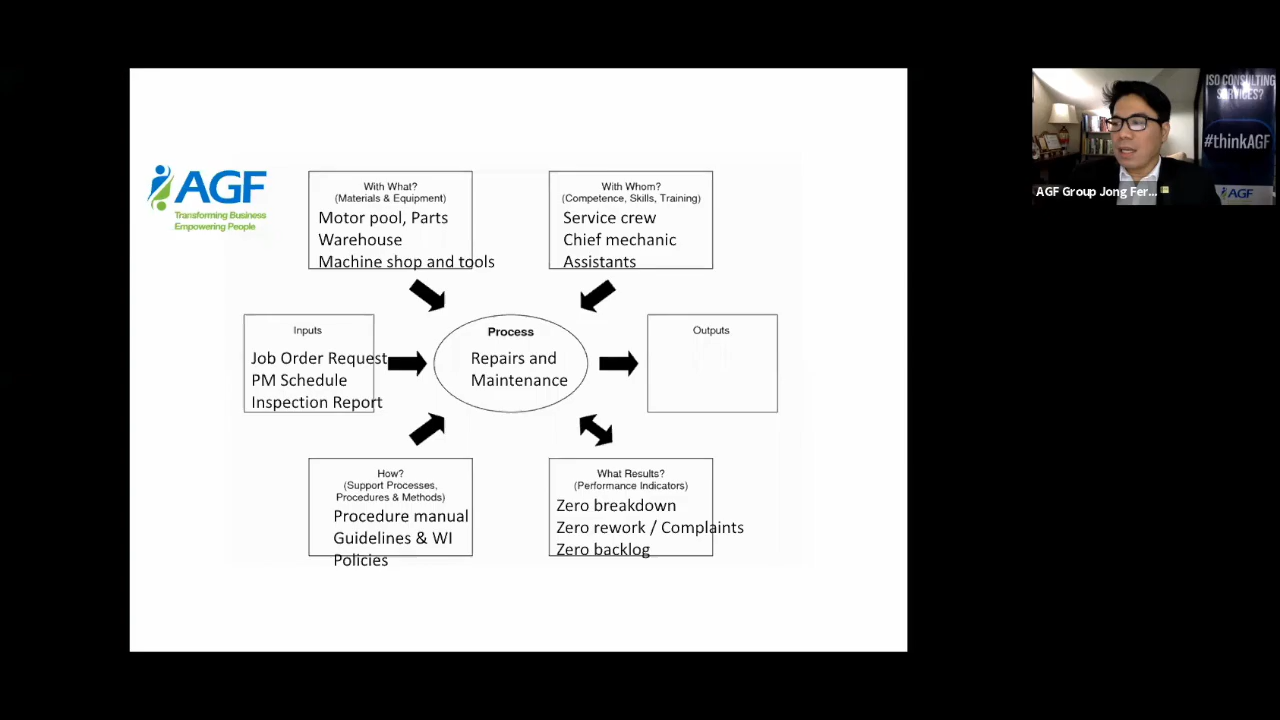 AGF
Transforming Business
Empowering People
With What?
(Materials & Equipment)
Motor pool, Parts
Warehouse
Machine shop and tools
With Whom?
(Competence, Skills, Training)
Service crew
Chief mechanic
Assistants
Inputs
Job Order Request
PM Schedule
Inspection Report
Process
Repairs and
Maintenance
Outputs
How?
(Support Processes,
Procedures & Methods)
Procedure manual
Guidelines & WI
Policies
What Results?
(Performance Indicators)
Zero breakdown
Zero rework / Complaints
Zero backlog
ISO CONSULTING
SERVICES?
#thinkAGF
AGF
AGF Group Jong Fer...